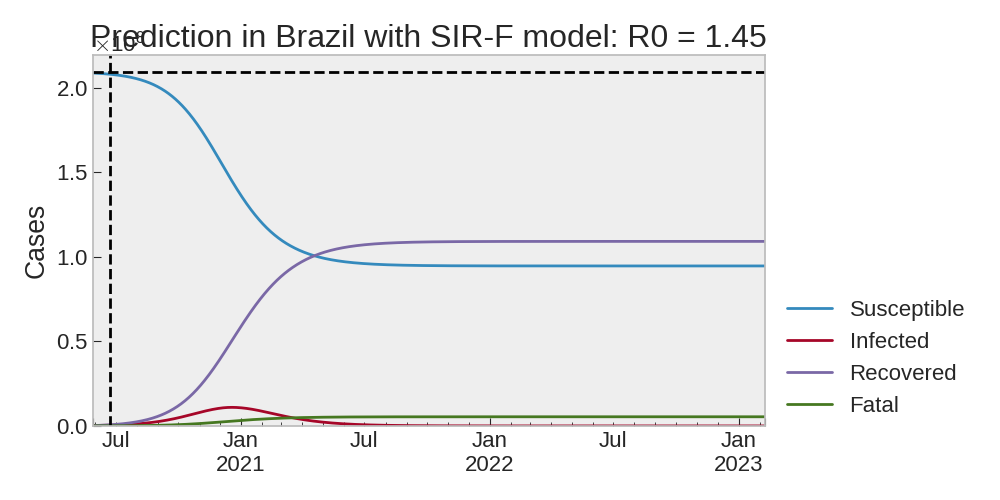 Prediction in Brazil with SIR-F model: R0 = 1.45
×10⁸
2.0
1.5
1.0
0.5
0.0
Cases
Jul Jan Jul Jan Jul Jan
2021 2022 2023
Susceptible
Infected
Recovered
Fatal